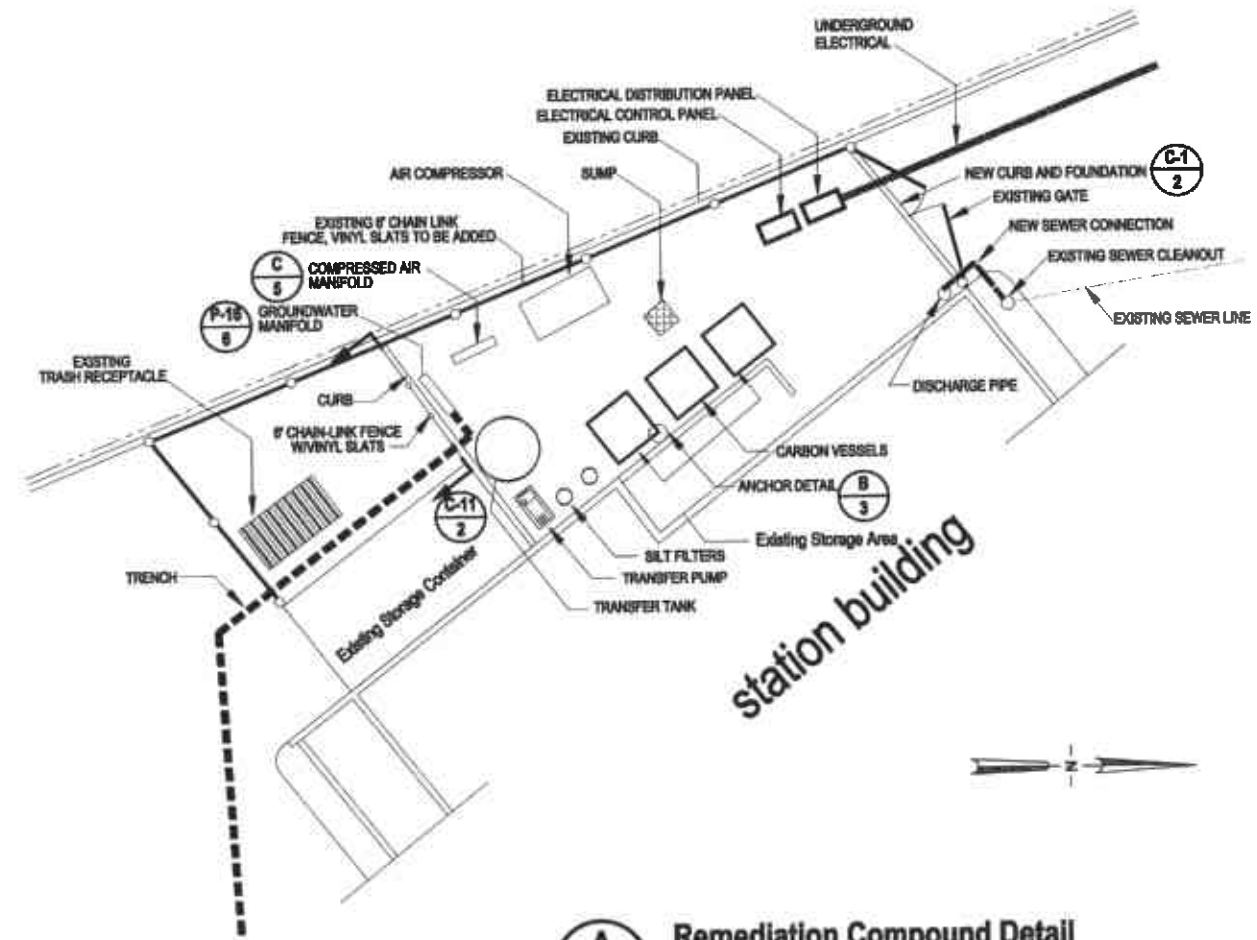 UNDERGROUND
ELECTRICAL
ELECTRICAL DISTRIBUTION PANEL
ELECTRICAL CONTROL PANEL
EXISTING CURB
AIR COMPRESSOR
SUMP
NEW CURB AND FOUNDATION
C-1
2
EXISTING GATE
EXISTING 8' CHAIN LINK
FENCE, VINYL SLATS TO BE ADDED
NEW SEWER CONNECTION
EXISTING SEWER CLEANOUT
C
5
COMPRESSED AIR
MANIFOLD
P-16
6
GROUNDWATER
MANIFOLD
EXISTING SEWER LINE
EXISTING
TRASH RECEPTACLE
CURB
DISCHARGE PIPE
6' CHAIN-LINK FENCE
W/VINYL SLATS
CARBON VESSELS
ANCHOR DETAIL
B
3
C-11
2
Existing Storage Area
SILT FILTERS
TRENCH
TRANSFER PUMP
TRANSFER TANK
Existing Storage Container
station building
N
A
Remediation Compound Detail